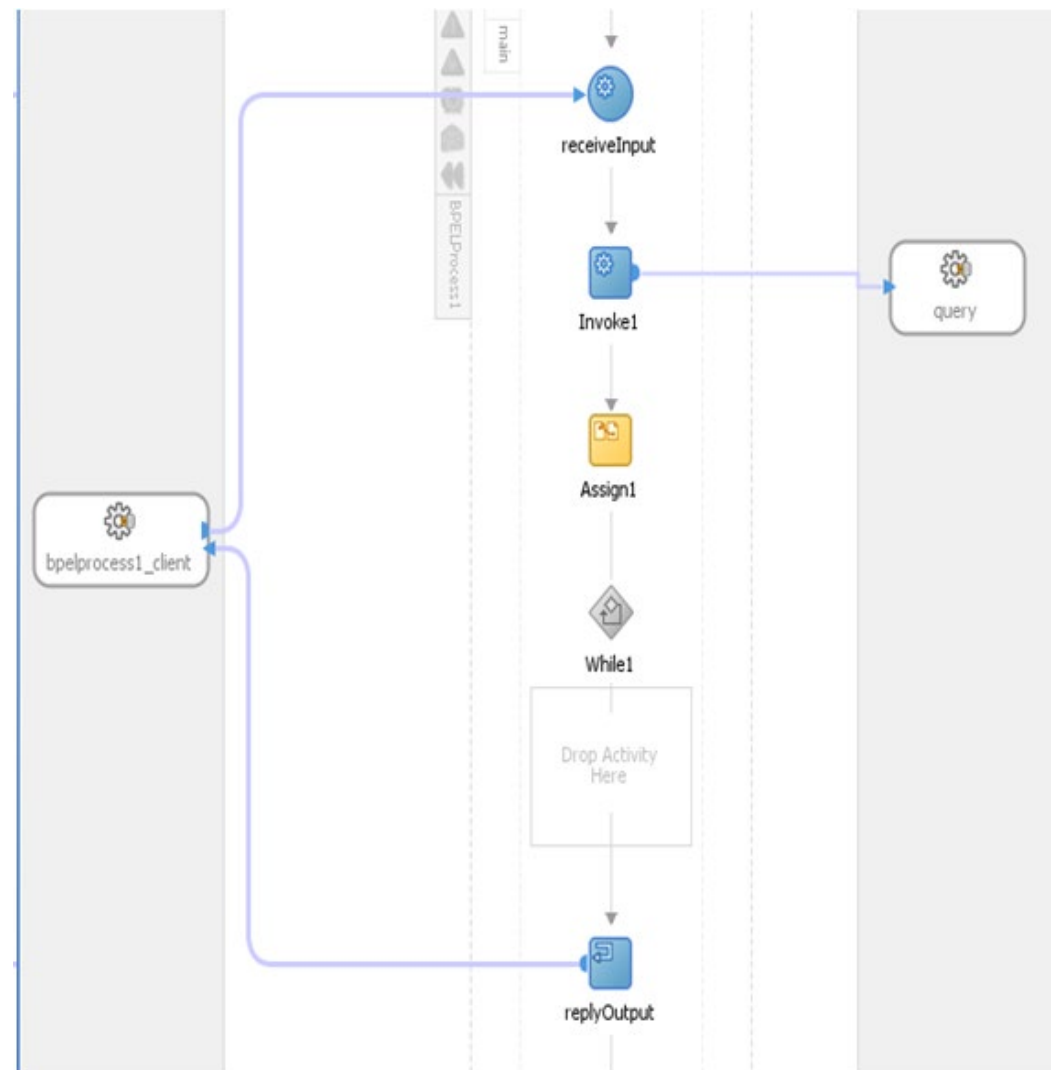 main
receiveInput
BPELProcess1
Invoke1
query
Assign1
bpelprocess1_client
While1
Drop Activity
Here
replyOutput